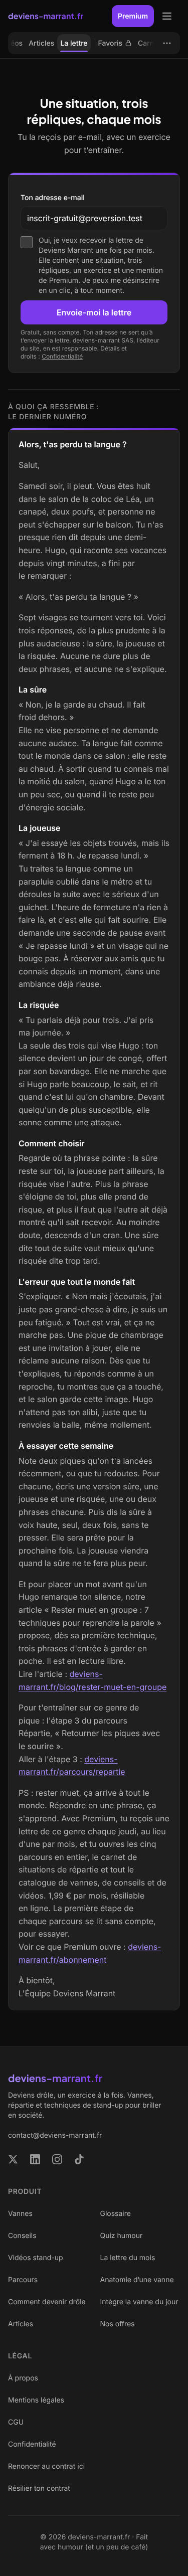 deviens-marrant.fr
Premium
Articles
La lettre
Favoris
Une situation, trois
répliques, chaque mois
Tu la reçois par e-mail, avec un exercice
pour t'entraîner.
Ton adresse e-mail
inscrit-gratuit@preversion.test
Oui, je veux recevoir la lettre de
Deviens Marrant une fois par mois.
Elle contient une situation, trois
répliques, un exercice et une mention
de Premium. Je peux me désinscrire
en un clic, à tout moment.
Envoie-moi la lettre
Gratuit, sans compte. Ton adresse ne sert qu'à
t'envoyer la lettre. deviens-marrant SAS, l'éditeur
du site, en est responsable. Détails et
droits : Confidentialité
À QUOI ÇA RESSEMBLE :
LE DERNIER NUMÉRO
Alors, t'as perdu ta langue ?
Salut,
Samedi soir, il pleut. Vous êtes huit
dans le salon de la coloc de Léa, un
canapé, deux poufs, et personne ne
peut s'échapper sur le balcon. Tu n'as
presque rien dit depuis une demi-
heure. Hugo, qui raconte ses vacances
depuis vingt minutes, a fini par
le remarquer :
« Alors, t'as perdu ta langue ? »
Sept visages se tournent vers toi. Voici
trois réponses, de la plus prudente à la
plus audacieuse : la sûre, la joueuse et
la risquée. Aucune ne dure plus de
deux phrases, et aucune ne s'explique.
La sûre
« Non, je la garde au chaud. Il fait
froid dehors. »
Elle ne vise personne et ne demande
aucune audace. Ta langue fait comme
tout le monde dans ce salon : elle reste
au chaud. À sortir quand tu connais mal
la moitié du salon, quand Hugo a le ton
un peu sec, ou quand il te reste peu
d'énergie sociale.
La joueuse
« J'ai essayé les objets trouvés, mais ils
ferment à 18 h. Je repasse lundi. »
Tu traites ta langue comme un
parapluie oublié dans le métro et tu
déroules la suite avec le sérieux d'un
guichet. L'heure de fermeture n'a rien à
faire là, et c'est elle qui fait sourire. Elle
demande une seconde de pause avant
« Je repasse lundi » et un visage qui ne
bouge pas. À réserver aux amis que tu
connais depuis un moment, dans une
ambiance déjà rieuse.
La risquée
« Tu parlais déjà pour trois. J'ai pris
ma journée. »
La seule des trois qui vise Hugo : ton
silence devient un jour de congé, offert
par son bavardage. Elle ne marche que
si Hugo parle beaucoup, le sait, et rit
quand c'est lui qu'on chambre. Devant
quelqu'un de plus susceptible, elle
sonne comme une attaque.
Comment choisir
Regarde où ta phrase pointe : la sûre
reste sur toi, la joueuse part ailleurs, la
risquée vise l'autre. Plus la phrase
s'éloigne de toi, plus elle demande du
risque, et plus il faut que l'autre ait déjà
montré qu'il sait recevoir. Au moindre
doute, descends d'un cran. Une sûre
dite tout de suite vaut mieux qu'une
risquée dite trop tard.
L'erreur que tout le monde fait
S'expliquer. « Non mais j'écoutais, j'ai
juste pas grand-chose à dire, je suis un
peu fatigué. » Tout est vrai, et ça ne
marche pas. Une pique de chambrage
est une invitation à jouer. Elle ne
réclame pas de raisons. Dès que tu
t'expliques, tu réponds comme à un
reproche, tu montres que ça a touché,
et le salon garde cette image. Hugo
n'attend pas ton alibi, juste que tu
renvoies la balle, même mollement.
À essayer cette semaine
Note deux piques qu'on t'a lancées
récemment, ou que tu redoutes. Pour
chacune, écris une version sûre, une
joueuse et une risquée, une ou deux
phrases chacune. Puis dis la sûre à
voix haute, seul, deux fois, sans te
presser. Elle sera prête pour la
prochaine fois. La joueuse viendra
quand la sûre ne te fera plus peur.
Et pour placer un mot avant qu'un
Hugo remarque ton silence, notre
article « Rester muet en groupe : 7
techniques pour reprendre la parole »
propose, dès sa première technique,
trois phrases d'entrée à garder en
poche. Il est en lecture libre.
Lire l'article : deviens-
marrant.fr/blog/rester-muet-en-groupe
Pour t'entraîner sur le genre de
pique : l'étape 3 du parcours
Répartie, « Retourner les piques avec
le sourire ».
Aller à l'étape 3 : deviens-
marrant.fr/parcours/repartie
PS : rester muet, ça arrive à tout le
monde. Répondre en une phrase, ça
s'apprend. Avec Premium, tu reçois une
lettre de ce genre chaque jeudi, au lieu
d'une par mois, et tu ouvres les cinq
parcours en entier, le carnet de
situations de répartie et tout le
catalogue de vannes, de conseils et de
vidéos. 1,99 € par mois, résiliable
en ligne. La première étape de
chaque parcours se lit sans compte,
pour essayer.
Voir ce que Premium ouvre : deviens-
marrant.fr/abonnement
À bientôt,
L'Équipe Deviens Marrant
deviens-marrant.fr
Deviens drôle, un exercice à la fois. Vannes,
répartie et techniques de stand-up pour briller
en société.
contact@deviens-marrant.fr
PRODUIT
Vannes
Glossaire
Conseils
Quiz humour
Vidéos stand-up
La lettre du mois
Parcours
Anatomie d'une vanne
Comment devenir drôle
Intègre la vanne du jour
Articles
Nos offres
LÉGAL
À propos
Mentions légales
CGU
Confidentialité
Renoncer au contrat ici
Résilier ton contrat
© 2026 deviens-marrant.fr · Fait
avec humour (et un peu de café)